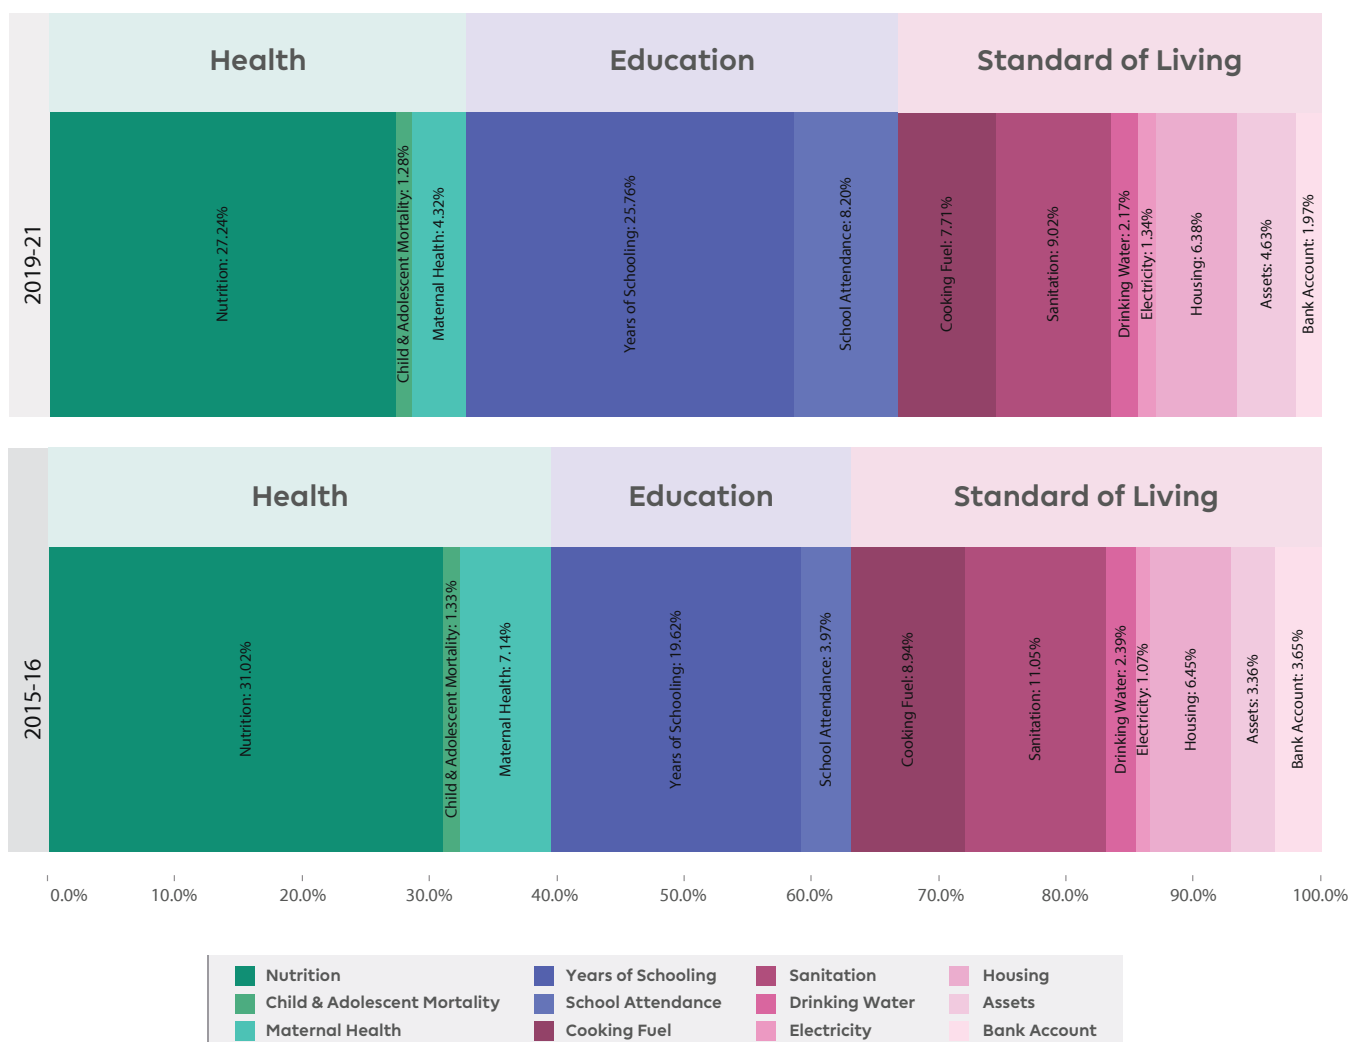 Health
Education
Standard of Living
2019-21
Nutrition: 27.24%
Child & Adolescent Mortality: 1.28%
Maternal Health: 4.32%
Years of Schooling: 25.76%
School Attendance: 8.20%
Cooking Fuel: 7.71%
Sanitation: 9.02%
Drinking Water: 2.17%
Electricity: 1.34%
Housing: 6.38%
Assets: 4.63%
Bank Account: 1.97%
Health
Education
Standard of Living
2015-16
Nutrition: 31.02%
Child & Adolescent Mortality: 1.33%
Maternal Health: 7.14%
Years of Schooling: 19.62%
School Attendance: 3.97%
Cooking Fuel: 8.94%
Sanitation: 11.05%
Drinking Water: 2.39%
Electricity: 1.07%
Housing: 6.45%
Assets: 3.36%
Bank Account: 3.65%
0.0%
10.0%
20.0%
30.0%
40.0%
50.0%
60.0%
70.0%
80.0%
90.0%
100.0%
Nutrition
Child & Adolescent Mortality
Maternal Health
Years of Schooling
School Attendance
Cooking Fuel
Sanitation
Drinking Water
Electricity
Housing
Assets
Bank Account